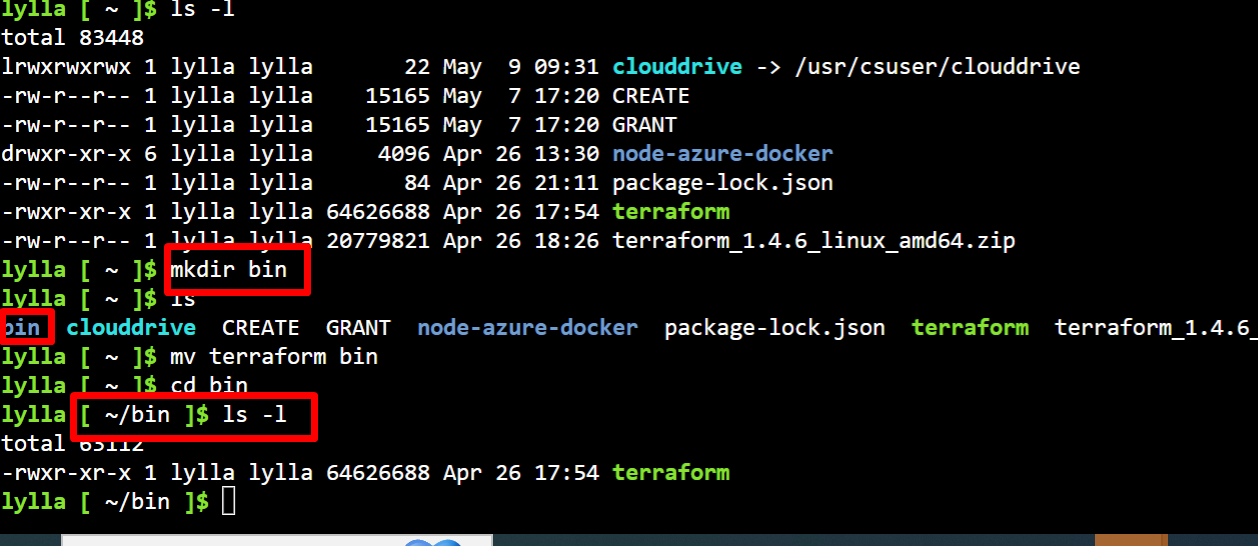 lylla [ ~ ]$ ls -l
total 83448
lrwxrwxrwx 1 lylla lylla       22 May  9 09:31 clouddrive -> /usr/csuser/clouddrive
-rw-r--r-- 1 lylla lylla    15165 May  7 17:20 CREATE
-rw-r--r-- 1 lylla lylla    15165 May  7 17:20 GRANT
drwxr-xr-x 6 lylla lylla     4096 Apr 26 13:30 node-azure-docker
-rw-r--r-- 1 lylla lylla       84 Apr 26 21:11 package-lock.json
-rwxr-xr-x 1 lylla lylla 64626688 Apr 26 17:54 terraform
-rw-r--r-- 1 lylla lylla 20779821 Apr 26 18:26 terraform_1.4.6_linux_amd64.zip
lylla [ ~ ]$ mkdir bin
lylla [ ~ ]$ ls
bin  clouddrive  CREATE  GRANT  node-azure-docker  package-lock.json  terraform  terraform_1.4.6_
lylla [ ~ ]$ mv terraform bin
lylla [ ~ ]$ cd bin
lylla [ ~/bin ]$ ls -l
total 63112
-rwxr-xr-x 1 lylla lylla 64626688 Apr 26 17:54 terraform
lylla [ ~/bin ]$